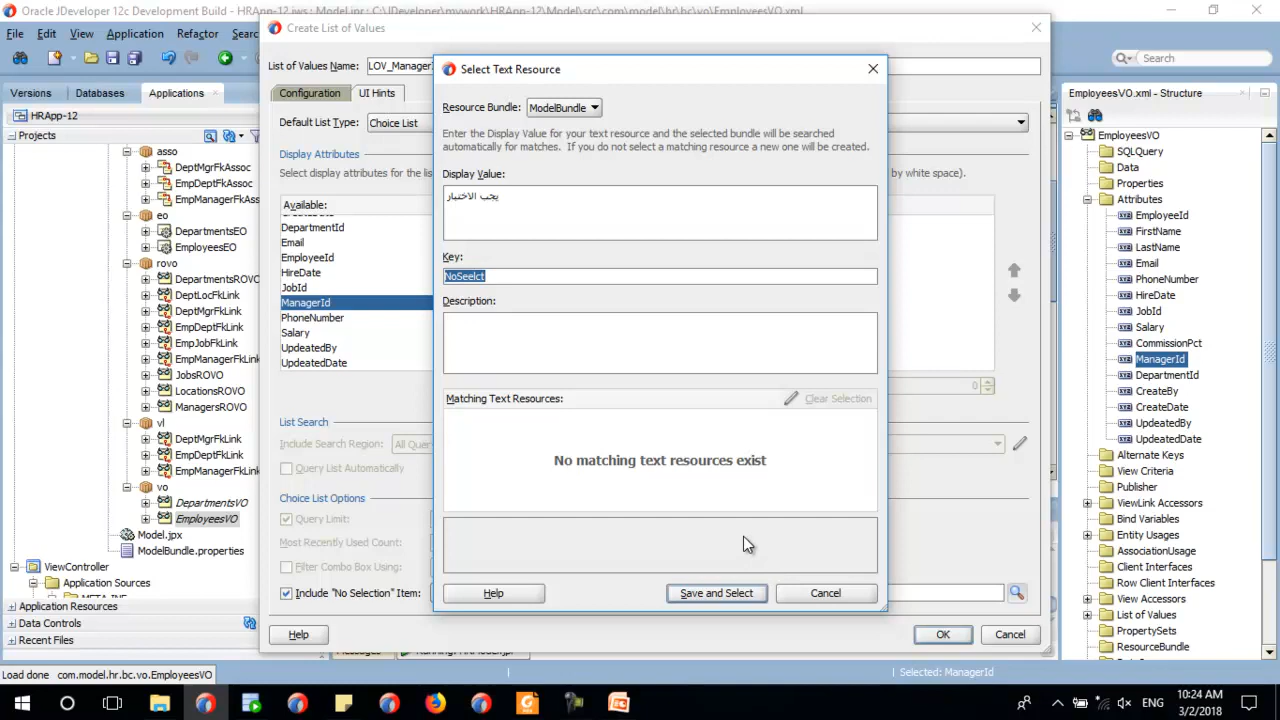 Oracle JDeveloper 12c Development Build - HRApp-12.jws : Model.jpr : C:\JDeveloper\mywork\HRApp-12\Model\src\com\model\hr\bc\vo\EmployeesVO.xml
File Edit View Application Refactor Searc
Search
Create List of Values
List of Values Name: LOV_ManagerI
Configuration UI Hints
Default List Type: Choice List
Display Attributes
Select display attributes for the lis
by white space).
Available:
DepartmentId
Email
EmployeeId
HireDate
JobId
ManagerId
PhoneNumber
Salary
UpdeatedBy
UpdeatedDate
0
List Search
Include Search Region: All Quer
Query List Automatically
Choice List Options
Query Limit:
Most Recently Used Count:
Filter Combo Box Using:
Include "No Selection" Item:
Help
OK
Cancel
Select Text Resource
Resource Bundle: ModelBundle
Enter the Display Value for your text resource and the selected bundle will be searched
automatically for matches. If you do not select a matching resource a new one will be created.
Display Value:
يجب الاختبار
Key:
NoSeelct
Description:
Matching Text Resources:
Clear Selection
No matching text resources exist
Help
Save and Select
Cancel
Versions Databases Applications
HRApp-12
Projects
asso
DeptMgrFkAssoc
EmpDeptFkAssoc
EmpManagerFkAss
eo
DepartmentsEO
EmployeesEO
rovo
DepartmentsROVO
DeptLocFkLink
DeptMgrFkLink
EmpDeptFkLink
EmpJobFkLink
EmpManagerFkLink
JobsROVO
LocationsROVO
ManagersROVO
vl
DeptMgrFkLink
EmpDeptFkLink
EmpManagerFkLink
vo
DepartmentsVO
EmployeesVO
Model.jpx
ModelBundle.properties
ViewController
Application Sources
META-INF
Application Resources
Data Controls
Recent Files
EmployeesVO.xml - Structure
EmployeesVO
SQLQuery
Data
Properties
Attributes
EmployeeId
FirstName
LastName
Email
PhoneNumber
HireDate
JobId
Salary
CommissionPct
ManagerId
DepartmentId
CreateBy
CreateDate
UpdeatedBy
UpdeatedDate
Alternate Keys
View Criteria
Publisher
ViewLink Accessors
Bind Variables
Entity Usages
AssociationUsage
Client Interfaces
Row Client Interfaces
View Accessors
List of Values
PropertySets
ResourceBundle
Messages
Load done com.model.hr.bc.vo.EmployeesVO
Selected: ManagerId
ENG
10:24 AM
3/2/2018